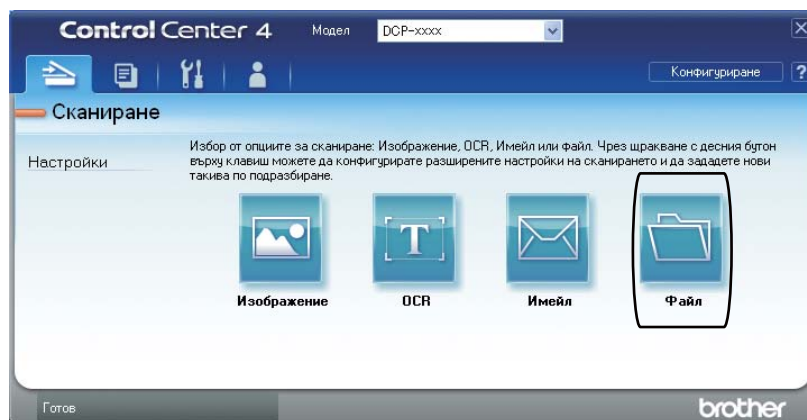 Control Center 4 Модел DCP-xxxx
Конфигуриране ?
Сканиране
Избор от опциите за сканиране: Изображение, OCR, Имейл или Файл. Чрез щракване с десния бутон
Настройки
върху клавиш можете да конфигурирате разширените настройки на сканирането и да зададете нови
такива по подразбиране.
T
Изображение OCR Имейл Файл
Готов brother